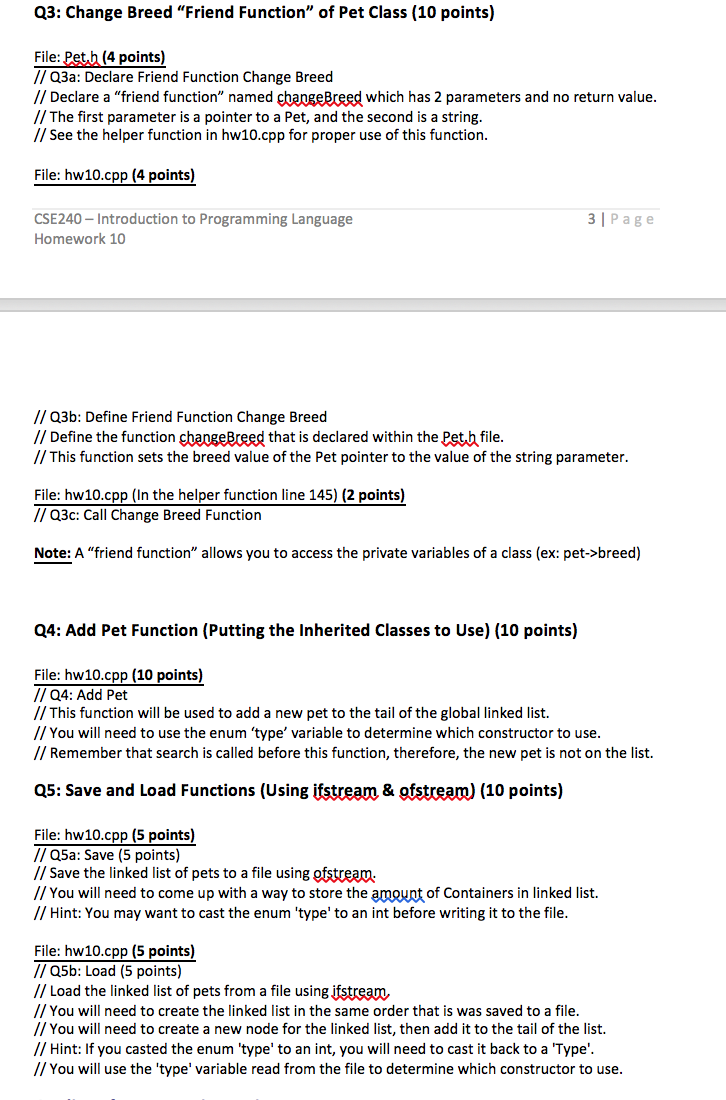 Q3: Change Breed “Friend Function” of Pet Class (10 points)
File: Pet.h (4 points)
// Q3a: Declare Friend Function Change Breed
// Declare a “friend function” named changeBreed which has 2 parameters and no return value.
// The first parameter is a pointer to a Pet, and the second is a string.
// See the helper function in hw10.cpp for proper use of this function.
File: hw10.cpp (4 points)
CSE240 – Introduction to Programming Language 3 | P a g e
Homework 10
// Q3b: Define Friend Function Change Breed
// Define the function changeBreed that is declared within the Pet.h file.
// This function sets the breed value of the Pet pointer to the value of the string parameter.
File: hw10.cpp (In the helper function line 145) (2 points)
// Q3c: Call Change Breed Function
Note: A “friend function” allows you to access the private variables of a class (ex: pet->breed)
Q4: Add Pet Function (Putting the Inherited Classes to Use) (10 points)
File: hw10.cpp (10 points)
// Q4: Add Pet
// This function will be used to add a new pet to the tail of the global linked list.
// You will need to use the enum ‘type’ variable to determine which constructor to use.
// Remember that search is called before this function, therefore, the new pet is not on the list.
Q5: Save and Load Functions (Using ifstream & ofstream) (10 points)
File: hw10.cpp (5 points)
// Q5a: Save (5 points)
// Save the linked list of pets to a file using ofstream.
// You will need to come up with a way to store the amount of Containers in linked list.
// Hint: You may want to cast the enum 'type' to an int before writing it to the file.
File: hw10.cpp (5 points)
// Q5b: Load (5 points)
// Load the linked list of pets from a file using ifstream.
// You will need to create the linked list in the same order that is was saved to a file.
// You will need to create a new node for the linked list, then add it to the tail of the list.
// Hint: If you casted the enum 'type' to an int, you will need to cast it back to a 'Type'.
// You will use the 'type' variable read from the file to determine which constructor to use.